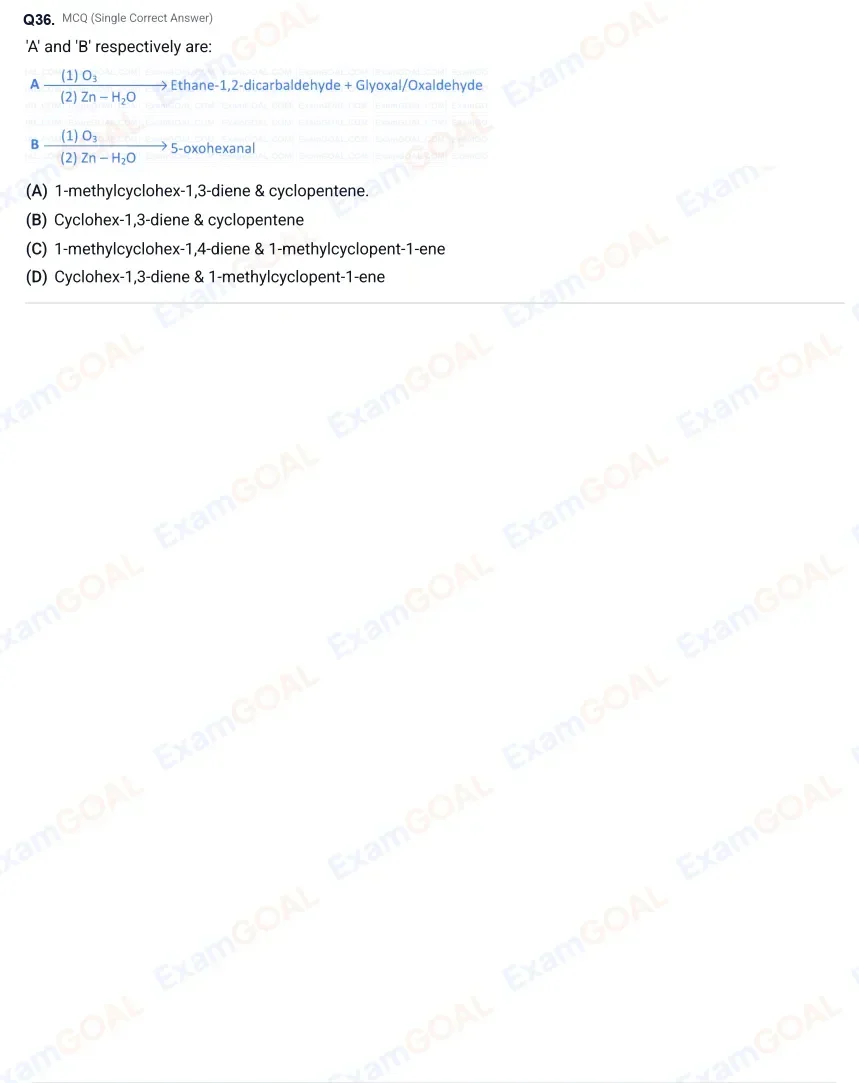 Q36. MCQ (Single Correct Answer)
'A' and 'B' respectively are:
A (1) O₃ (2) Zn – H₂O → Ethane-1,2-dicarbaldehyde + Glyoxal/Oxaldehyde
B (1) O₃ (2) Zn – H₂O → 5-oxohexanal
(A) 1-methylcyclohex-1,3-diene & cyclopentene.
(B) Cyclohex-1,3-diene & cyclopentene
(C) 1-methylcyclohex-1,4-diene & 1-methylcyclopent-1-ene
(D) Cyclohex-1,3-diene & 1-methylcyclopent-1-ene
ExamGOAL